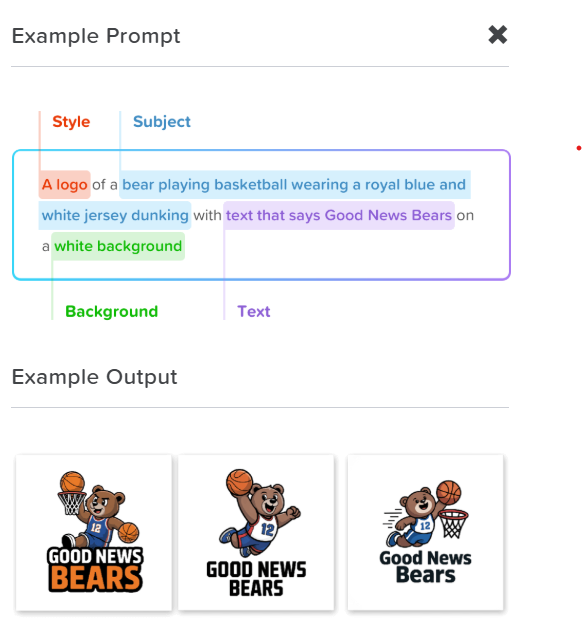 Example Prompt
Style Subject
A logo of a bear playing basketball wearing a royal blue and
white jersey dunking with text that says Good News Bears on
a white background
Background Text
Example Output
12
GOOD NEWS
BEARS
12
GOOD NEWS
BEARS
12
Good News
Bears